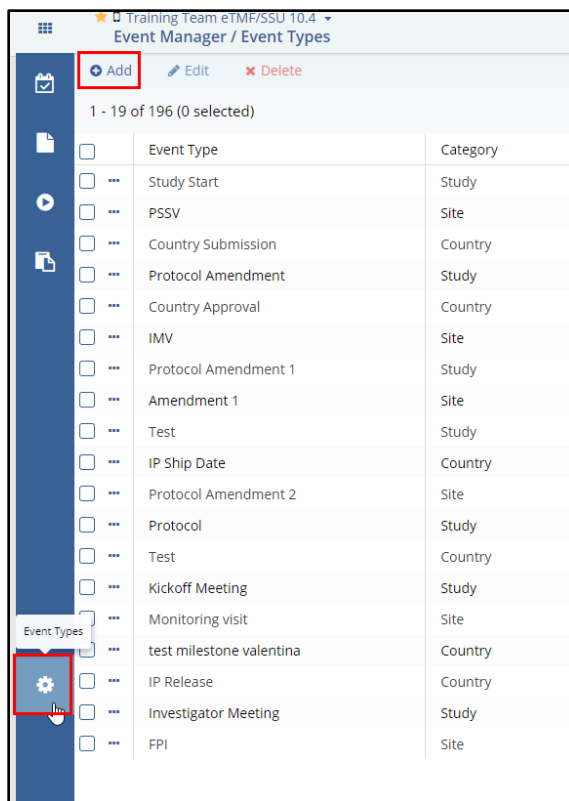 Training Team eTMF/SSU 10.4
Event Manager / Event Types
Add Edit Delete
1 - 19 of 196 (0 selected)
Event Type Category
Study Start Study
PSSV Site
Country Submission Country
Protocol Amendment Study
Country Approval Country
IMV Site
Protocol Amendment 1 Study
Amendment 1 Site
Test Study
IP Ship Date Country
Protocol Amendment 2 Site
Protocol Study
Test Country
Kickoff Meeting Study
Monitoring visit Site
Event Types
test milestone valentina Country
IP Release Country
Investigator Meeting Study
FPI Site